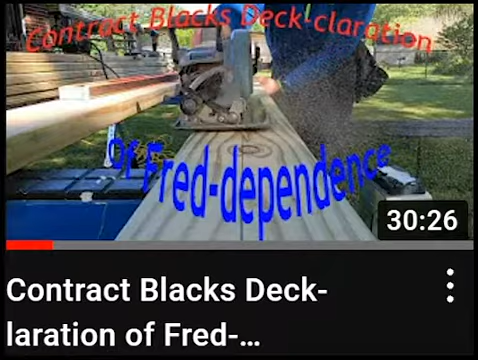 Contract Blacks Deck-claration
Of Fred-dependence
30:26
Contract Blacks Deck-
laration of Fred-...